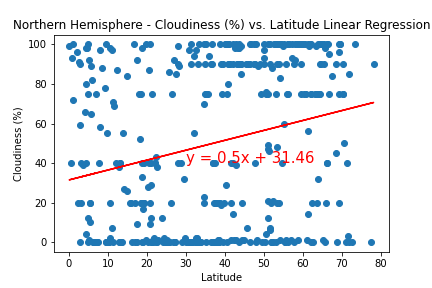 Northern Hemisphere - Cloudiness (%) vs. Latitude Linear Regression
100
80
60
40
20
0
Cloudiness (%)
y = 0.5x + 31.46
0 10 20 30 40 50 60 70 80
Latitude